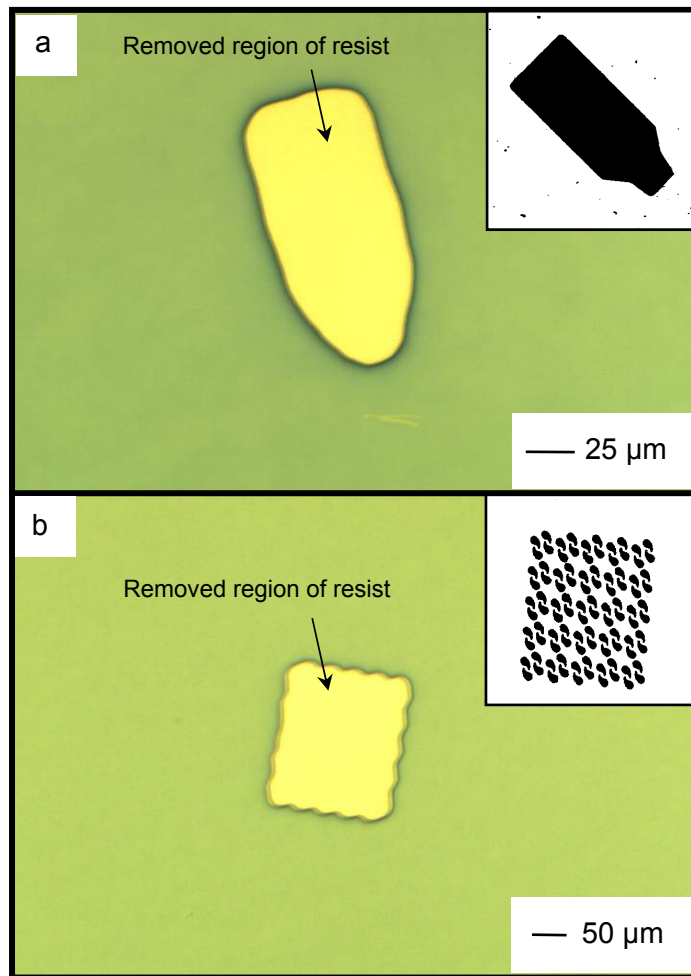 a
Removed region of resist
25 µm
b
Removed region of resist
50 µm